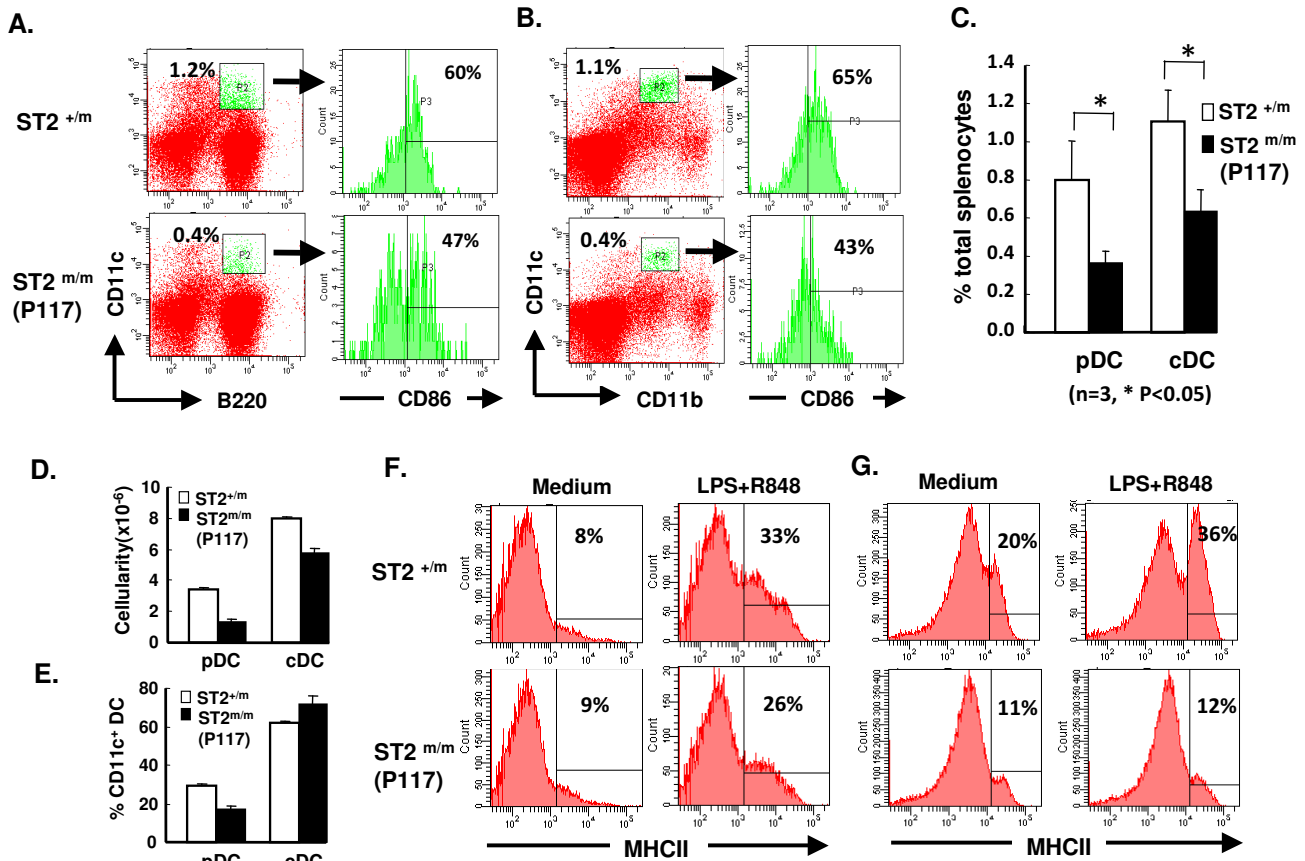 A.
1.2%
P2
60%
P3
Count
ST2 +/m
0.4%
P2
47%
P3
Count
ST2 m/m
(P117)
CD11c
B220
CD86
B.
1.1%
P2
65%
P3
Count
0.4%
P2
43%
P3
Count
CD11c
CD11b
CD86
C.
% total splenocytes
1.4
1.2
1.0
0.8
0.6
0.4
0.2
0.0
*
*
ST2 +/m
ST2 m/m
(P117)
pDC cDC
(n=3, * P<0.05)
D.
Cellularity(x10-6)
10
8
6
4
2
0
ST2+/m
ST2m/m
(P117)
pDC cDC
E.
% CD11c+ DC
80
60
40
20
0
ST2+/m
ST2m/m
(P117)
pDC cDC
F.
Medium LPS+R848
ST2 +/m
8%
33%
Count
Count
ST2 m/m
(P117)
9%
26%
Count
Count
G.
Medium LPS+R848
20%
36%
Count
Count
11%
12%
Count
Count
MHCII
MHCII